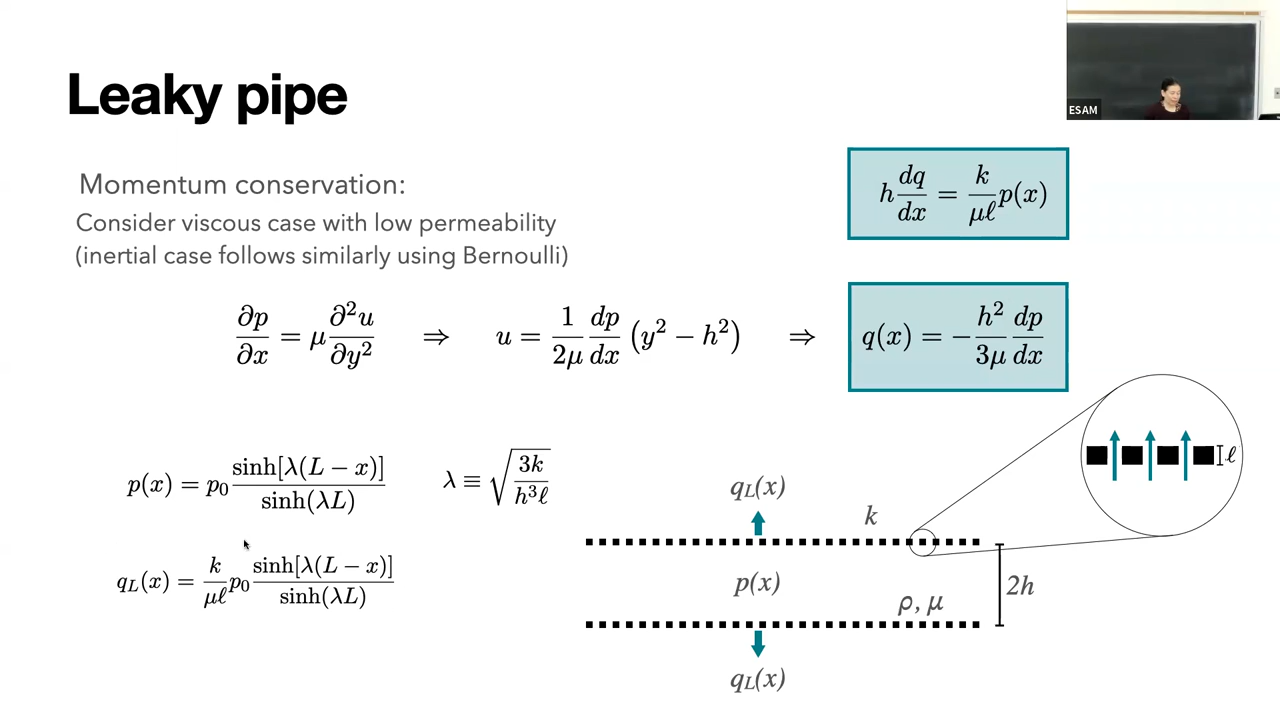 Leaky pipe
ESAM
Momentum conservation:
Consider viscous case with low permeability
(inertial case follows similarly using Bernoulli)
h dq/dx = k/μℓ p(x)
∂p/∂x = μ ∂²u/∂y² ⇒ u = 1/2μ dp/dx (y² − h²) ⇒ q(x) = − h²/3μ dp/dx
p(x) = p₀ sinh[λ(L − x)]/sinh(λL) λ ≡ √(3k/h³ℓ)
q_L(x) = k/μℓ p₀ sinh[λ(L − x)]/sinh(λL)
ℓ
qL(x)
k
p(x)
2h
ρ, μ
qL(x)